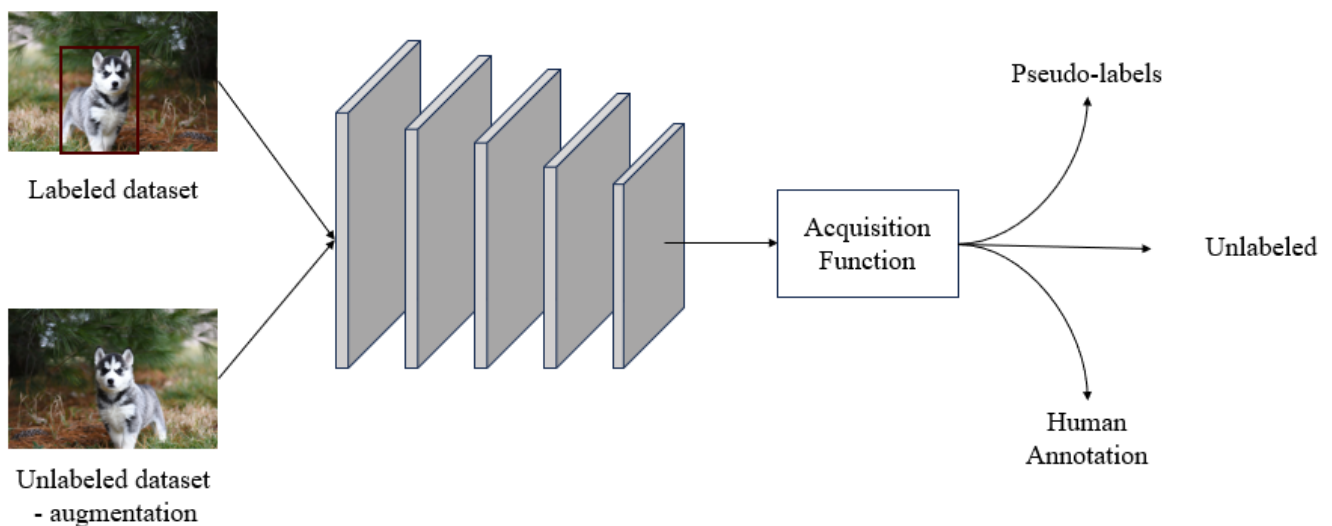 Labeled dataset
Unlabeled dataset
- augmentation
Acquisition
Function
Pseudo-labels
Unlabeled
Human
Annotation